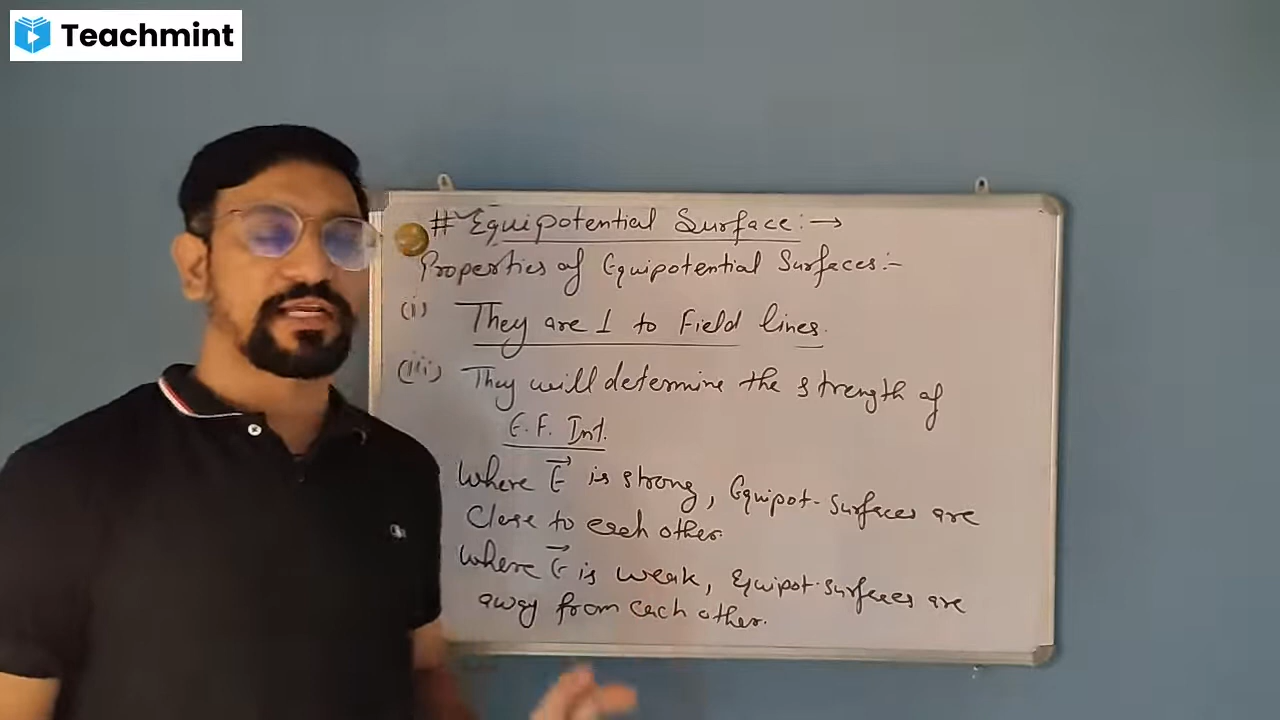 Teachmint
# Equipotential Surface:→
Properties of Equipotential Surfaces:-
(i) They are ⊥ to Field lines.
(iii) They will determine the strength of
E.F. Int.
Where E⃗ is strong, Equipot-surfaces are
Close to each other.
Where E⃗ is weak, Equipot-surfaces are
away from each other.